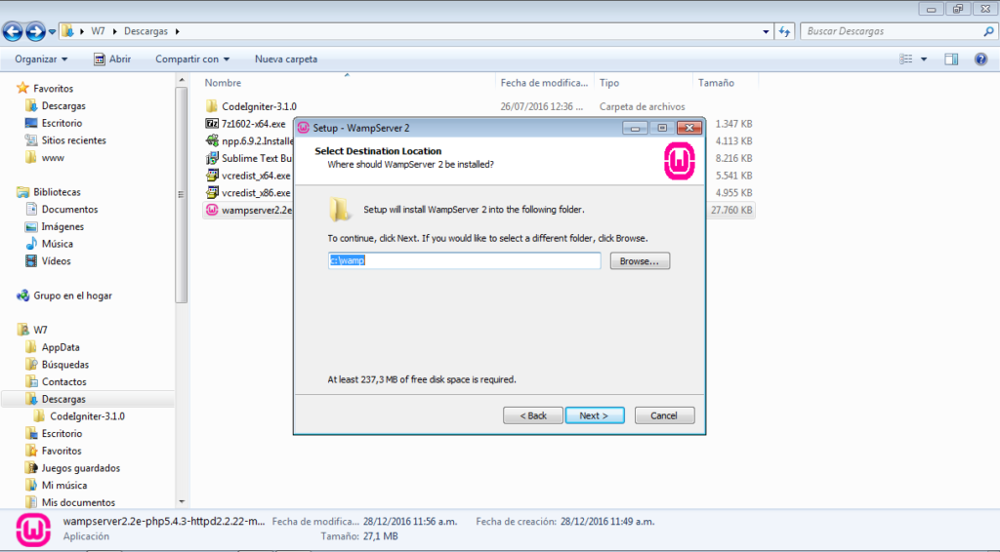 W7 Descargas
Buscar Descargas
Organizar Abrir Compartir con Nueva carpeta
Nombre Fecha de modifica... Tipo Tamaño
Favoritos
Descargas
Escritorio
Sitios recientes
www
Bibliotecas
Documentos
Imágenes
Música
Vídeos
Grupo en el hogar
W7
AppData
Búsquedas
Contactos
Descargas
CodeIgniter-3.1.0
Escritorio
Favoritos
Juegos guardados
Mi música
Mis documentos
CodeIgniter-3.1.0 26/07/2016 12:36 ... Carpeta de archivos
7z1602-x64.exe 1.347 KB
npp.6.9.2.Installe 4.113 KB
Sublime Text Bu 8.216 KB
vcredist_x64.exe 5.541 KB
vcredist_x86.exe 4.955 KB
wampserver2.2e 27.760 KB
Setup - WampServer 2
Select Destination Location
Where should WampServer 2 be installed?
Setup will install WampServer 2 into the following folder.
To continue, click Next. If you would like to select a different folder, click Browse.
c:\wamp
Browse...
At least 237,3 MB of free disk space is required.
< Back Next > Cancel
wampserver2.2e-php5.4.3-httpd2.2.22-m... Fecha de modifica... 28/12/2016 11:56 a.m. Fecha de creación: 28/12/2016 11:49 a.m.
Aplicación Tamaño: 27,1 MB